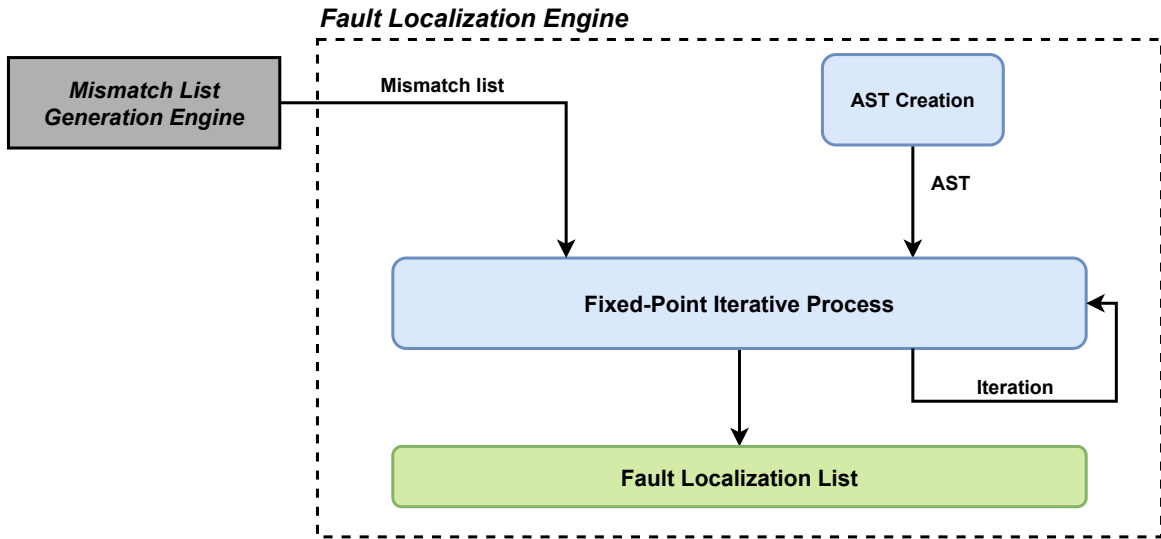 Fault Localization Engine
Mismatch List
Generation Engine
Mismatch list
AST Creation
AST
Fixed-Point Iterative Process
Iteration
Fault Localization List